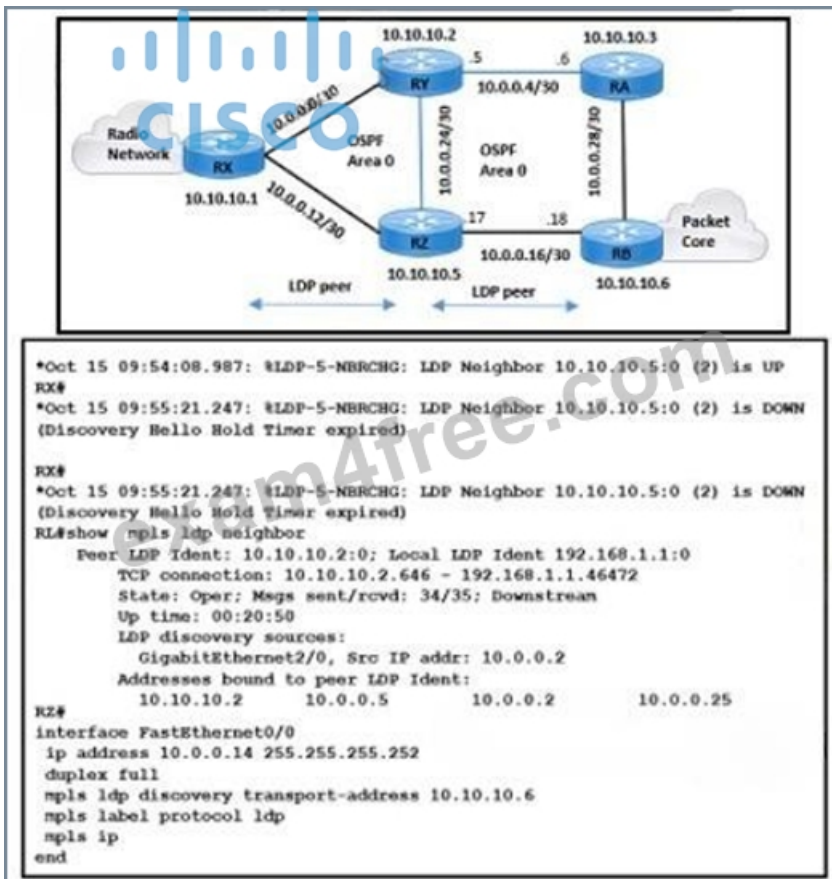 CISCO
10.10.10.2
10.10.10.3
.5
.6
RY
10.0.0.4/30
RA
10.0.0.0/30
Radio
Network
RX
OSPF
Area 0
10.0.0.24/30
OSPF
Area 0
10.0.0.28/30
10.10.10.1
10.0.0.12/30
.17
.18
RZ
10.0.0.16/30
RB
Packet
Core
10.10.10.5
10.10.10.6
LDP peer
LDP peer
*Oct 15 09:54:08.987: %LDP-5-NBRCHG: LDP Neighbor 10.10.10.5:0 (2) is UP
RX#
*Oct 15 09:55:21.247: %LDP-5-NBRCHG: LDP Neighbor 10.10.10.5:0 (2) is DOWN
(Discovery Hello Hold Timer expired)
RX#
*Oct 15 09:55:21.247: %LDP-5-NBRCHG: LDP Neighbor 10.10.10.5:0 (2) is DOWN
(Discovery Hello Hold Timer expired)
RL#show mpls ldp neighbor
Peer LDP Ident: 10.10.10.2:0; Local LDP Ident 192.168.1.1:0
TCP connection: 10.10.10.2.646 - 192.168.1.1.46472
State: Oper; Msgs sent/rcvd: 34/35; Downstream
Up time: 00:20:50
LDP discovery sources:
GigabitEthernet2/0, Src IP addr: 10.0.0.2
Addresses bound to peer LDP Ident:
10.10.10.2 10.0.0.5 10.0.0.2 10.0.0.25
RZ#
interface FastEthernet0/0
ip address 10.0.0.14 255.255.255.252
duplex full
mpls ldp discovery transport-address 10.10.10.6
mpls label protocol ldp
mpls ip
end
exam4free.com